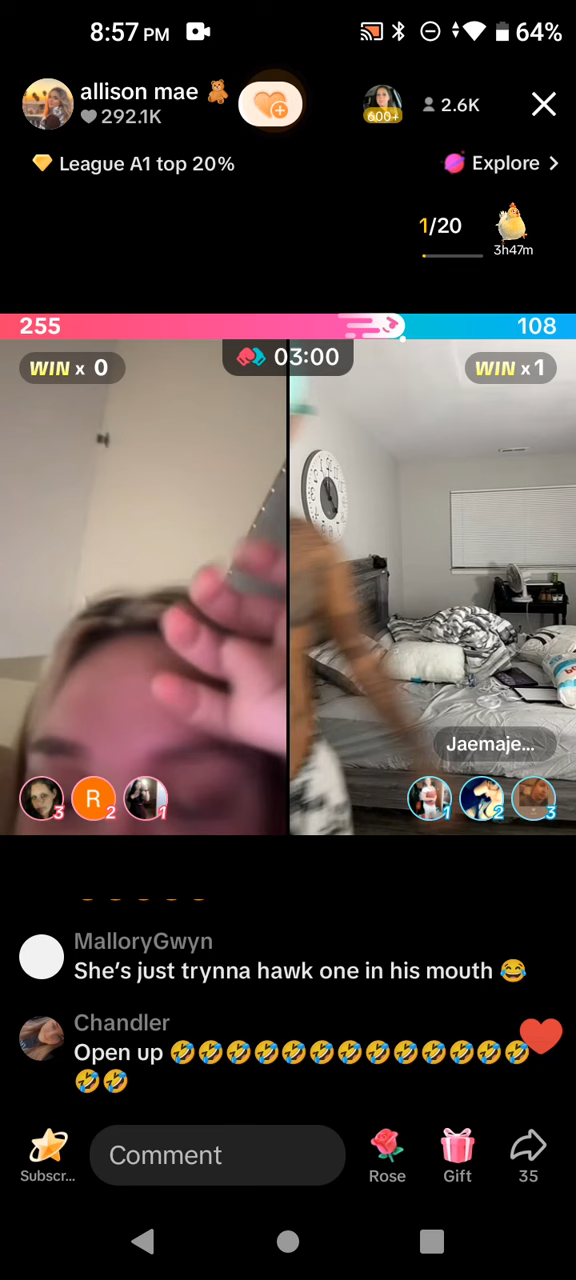 8:57 PM
64%
allison mae 🧸
292.1K
600+
2.6K
League A1 top 20%
Explore >
1/20
3h47m
255
108
WIN x 0
03:00
WIN x 1
Jaemaje...
3
R
2
1
1
2
3
MalloryGwyn
She's just trynna hawk one in his mouth 😂
Chandler
Open up 🤣🤣🤣🤣🤣🤣🤣🤣🤣🤣🤣🤣🤣
🤣🤣
Subscr...
Comment
Rose
Gift
35